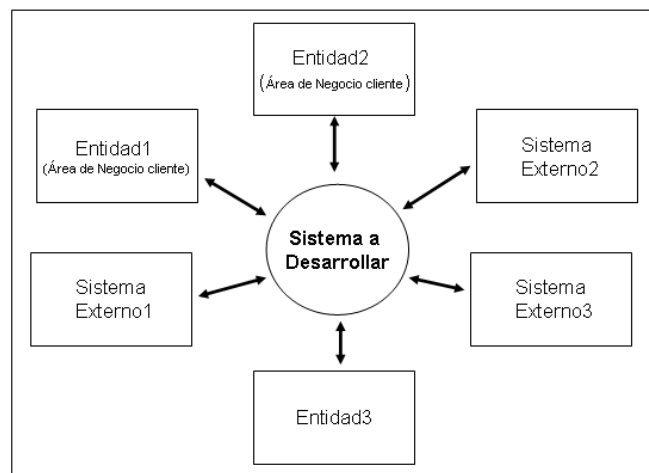 Entidad2
(Área de Negocio cliente)
Entidad1
(Área de Negocio cliente)
Sistema
Externo2
Sistema a
Desarrollar
Sistema
Externo1
Sistema
Externo3
Entidad3